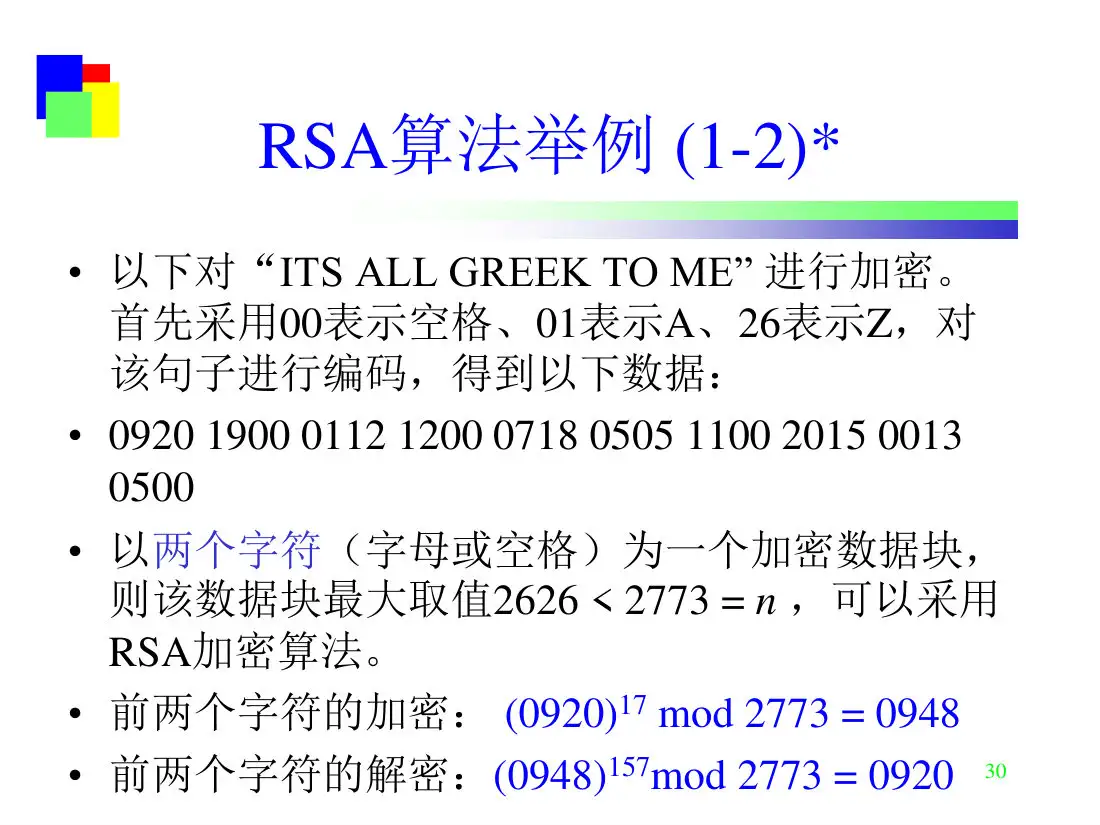 RSA算法举例 (1-2)*
• 以下对“ITS ALL GREEK TO ME” 进行加密。
首先采用00表示空格、01表示A、26表示Z，对
该句子进行编码，得到以下数据：
• 0920 1900 0112 1200 0718 0505 1100 2015 0013
0500
• 以两个字符（字母或空格）为一个加密数据块，
则该数据块最大取值2626 < 2773 = n ，可以采用
RSA加密算法。
• 前两个字符的加密： (0920)¹⁷ mod 2773 = 0948
• 前两个字符的解密：(0948)¹⁵⁷mod 2773 = 0920
30